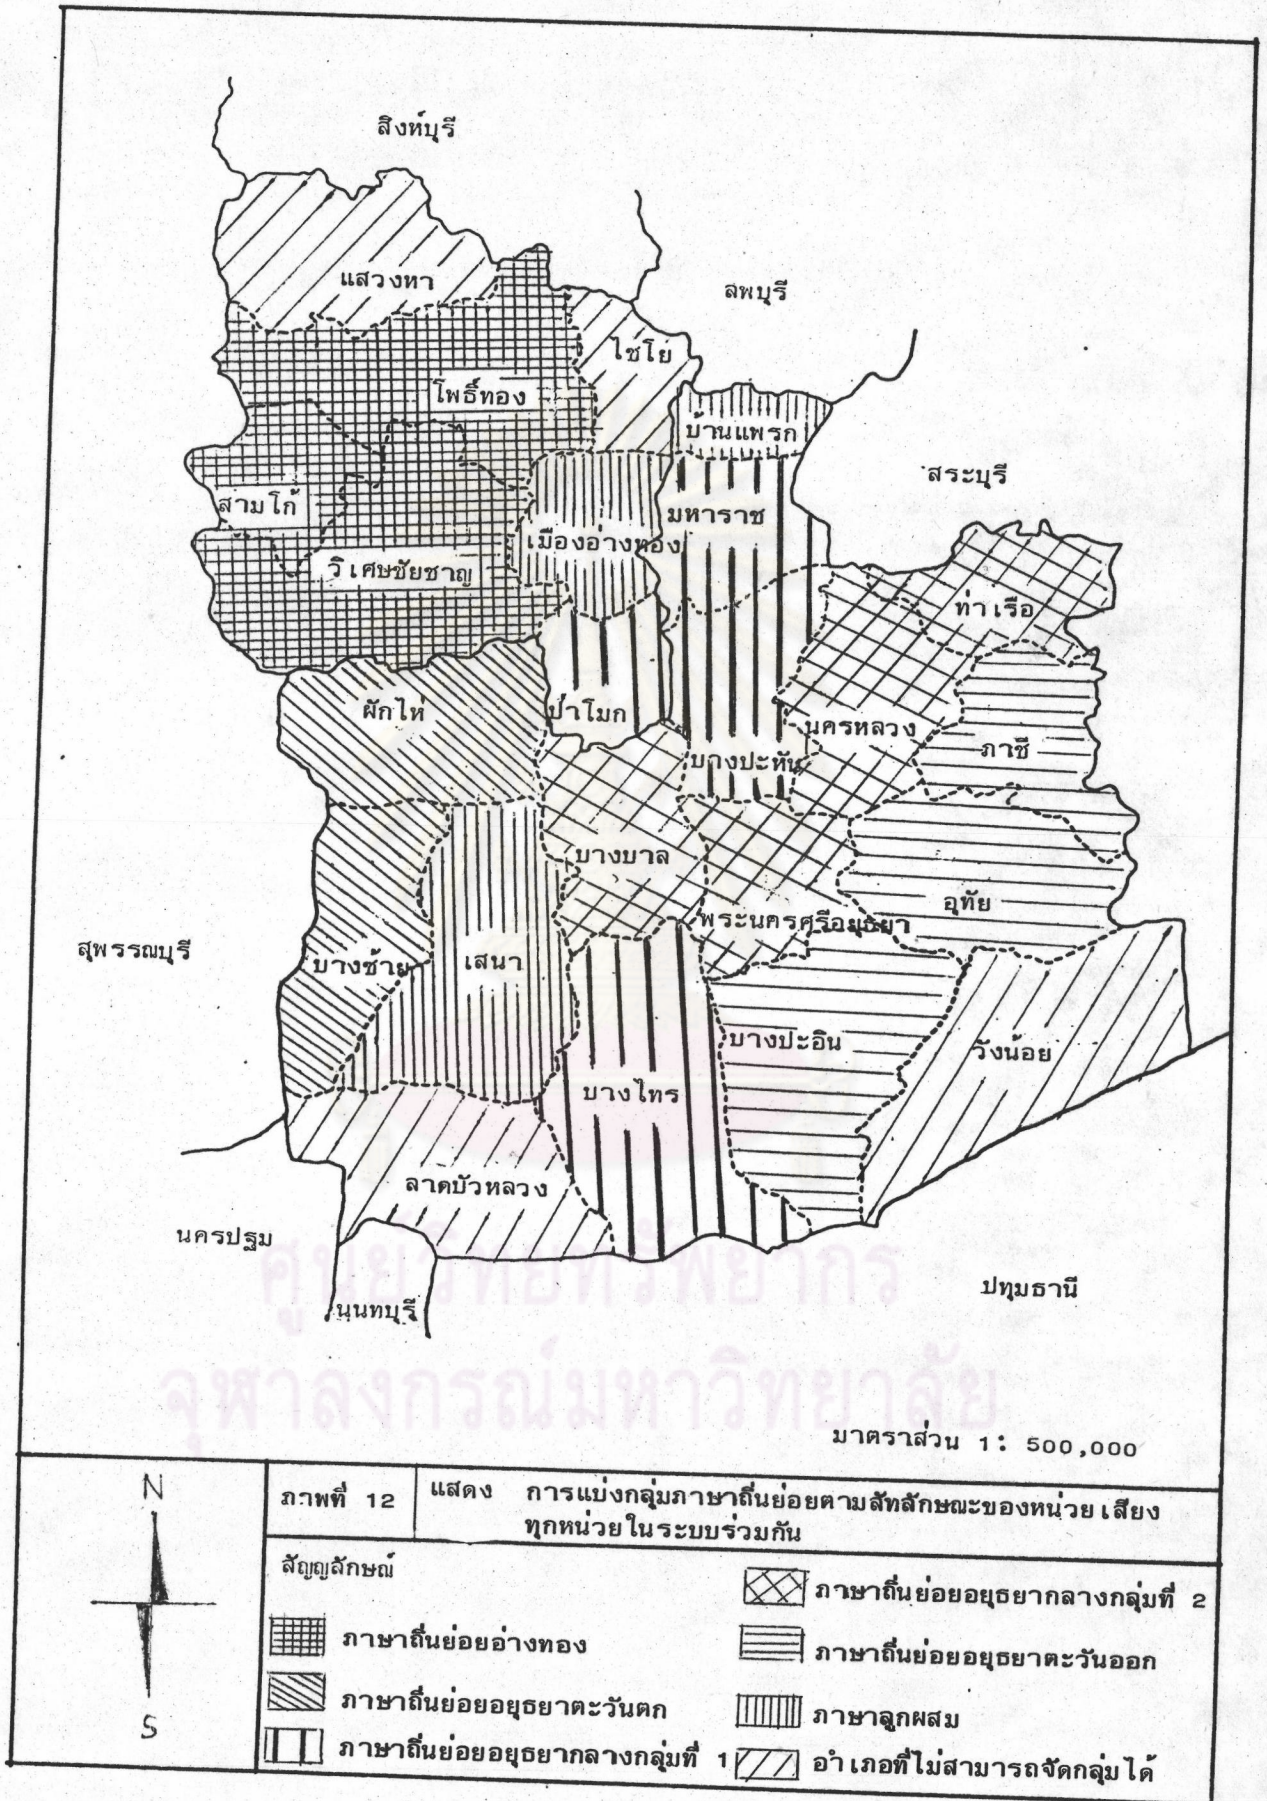 สิงห์บุรี
แสวงหา
ลพบุรี
ไชโย
โพธิ์ทอง
บ้านแพรก
สระบุรี
สามโก้
มหาราช
เมืองอ่างทอง
วิเศษชัยชาญ
ท่าเรือ
ผักไห่
ป่าโมก
นครหลวง
ภาชี
บางปะหัน
บางบาล
อุทัย
พระนครศรีอยุธยา
สุพรรณบุรี
บางซ้าย
เสนา
บางปะอิน
วังน้อย
บางไทร
ลาดบัวหลวง
นครปฐม
ปทุมธานี
นนทบุรี
ศูนย์วิทยทรัพยากร
จุฬาลงกรณ์มหาวิทยาลัย
มาตราส่วน 1: 500,000
N
S
ภาพที่ 12
แสดง การแบ่งกลุ่มภาษาถิ่นย่อยตามสัทลักษณะของหน่วยเสียง
ทุกหน่วยในระบบร่วมกัน
สัญญลักษณ์
ภาษาถิ่นย่อยอ่างทอง
ภาษาถิ่นย่อยอยุธยาตะวันตก
ภาษาถิ่นย่อยอยุธยากลางกลุ่มที่ 1
ภาษาถิ่นย่อยอยุธยากลางกลุ่มที่ 2
ภาษาถิ่นย่อยอยุธยาตะวันออก
ภาษาลูกผสม
อำเภอที่ไม่สามารถจัดกลุ่มได้